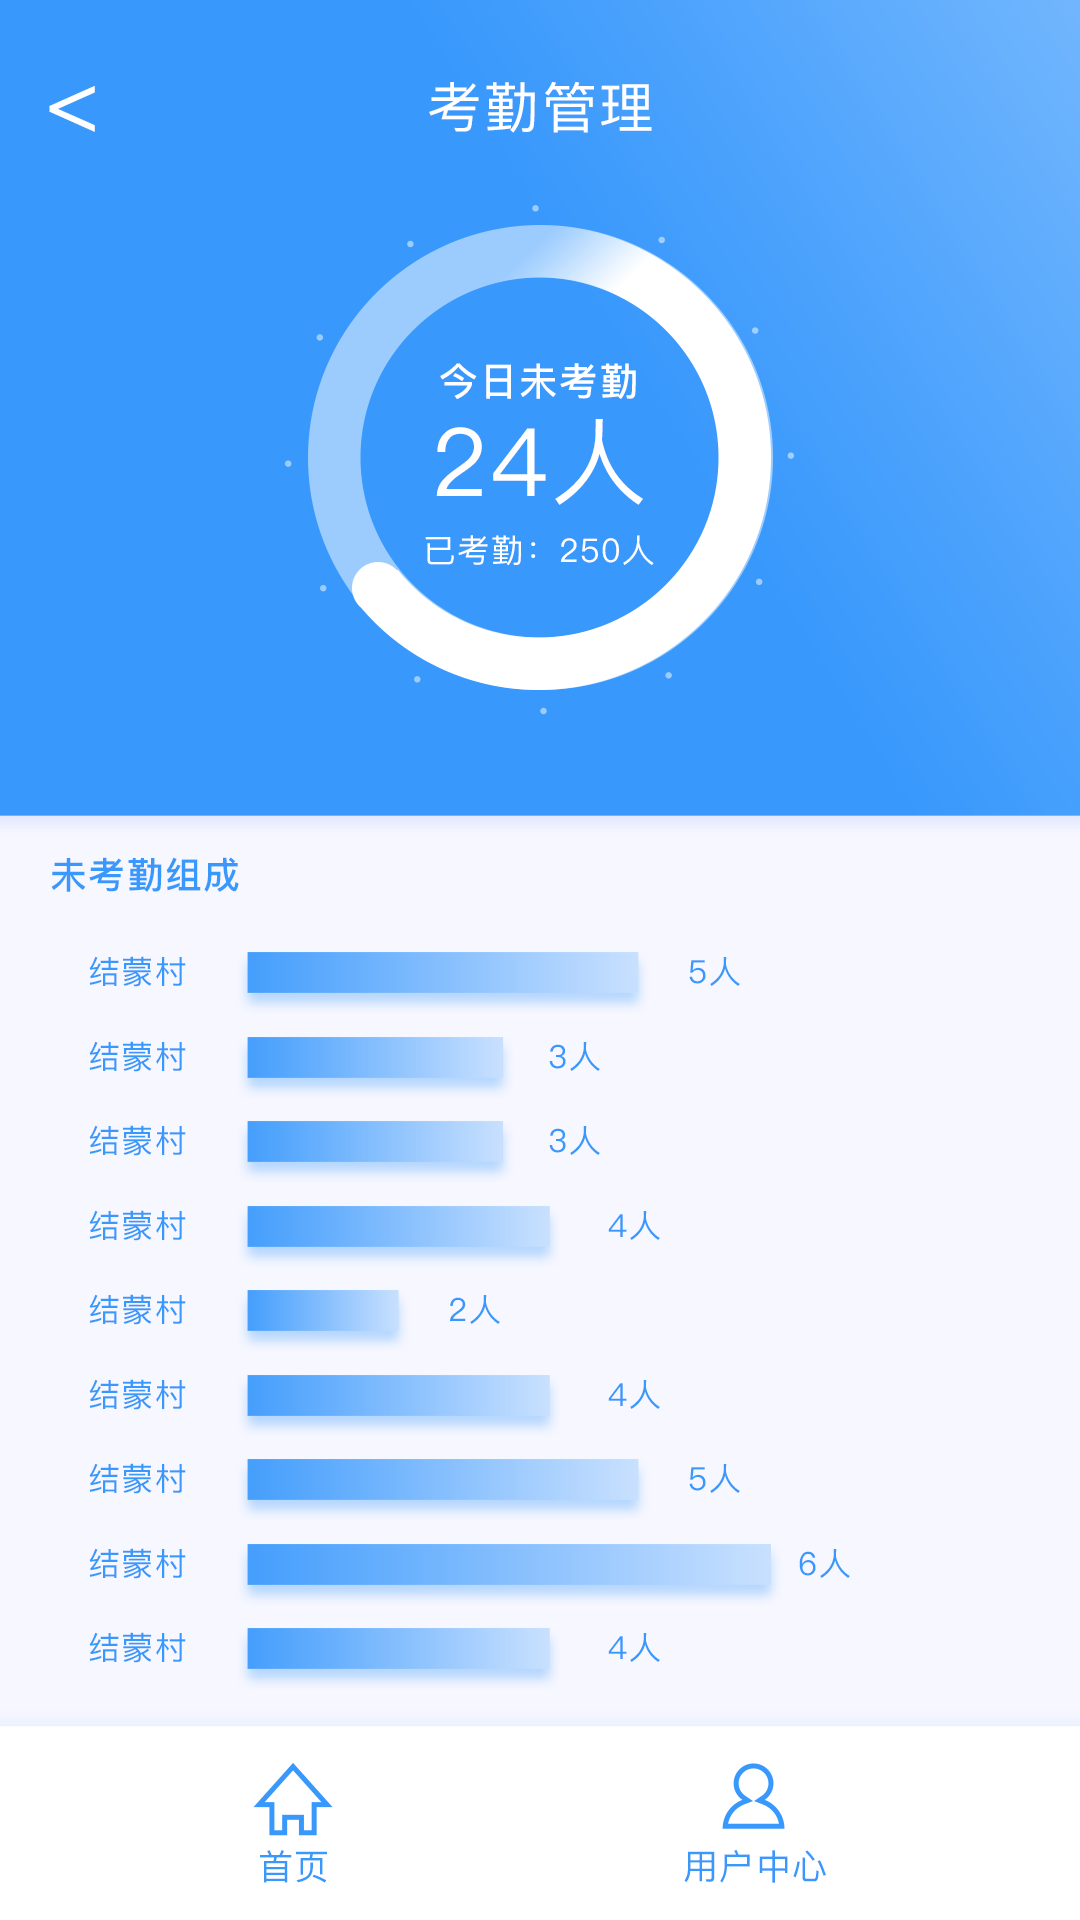 <
考勤管理
今日未考勤
24人
已考勤：250人
未考勤组成
结蒙村 5人
结蒙村 3人
结蒙村 3人
结蒙村 4人
结蒙村 2人
结蒙村 4人
结蒙村 5人
结蒙村 6人
结蒙村 4人
首页 用户中心